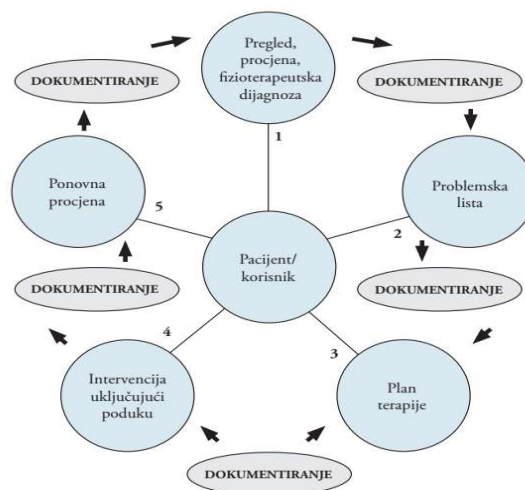 Pregled,
procjena,
fizioterapeutska
dijagnoza
1
DOKUMENTIRANJE
DOKUMENTIRANJE
Ponovna
procjena
5
Problemska
lista
2
Pacijent/
korisnik
DOKUMENTIRANJE
DOKUMENTIRANJE
4
3
Intervencija
uključujući
poduku
Plan
terapije
DOKUMENTIRANJE